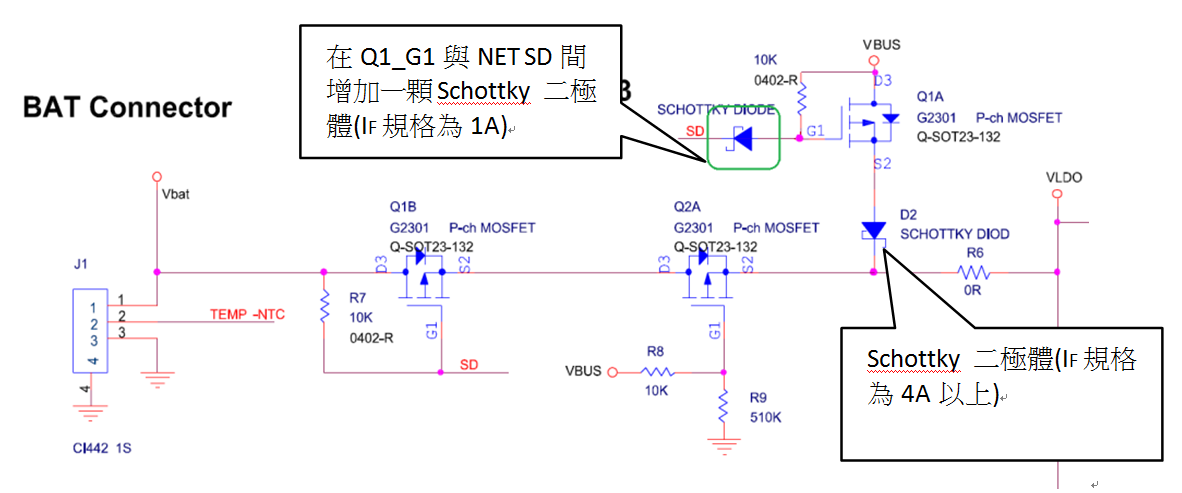 在 Q1_G1 與 NET SD 間
增加一顆 Schottky 二極
體(IF 規格為 1A)
BAT Connector
VBUS
10K
0402-R
D3
SCHOTTKY DIODE
SD
G1
Q1A
G2301 P-ch MOSFET
Q-SOT23-132
S2
VLDO
Vbat
Q1B
G2301 P-ch MOSFET
Q-SOT23-132
Q2A
G2301 P-ch MOSFET
Q-SOT23-132
D2
SCHOTTKY DIOD
R6
0R
J1
D3
S2
D3
S2
1
2
3
4
1
2
3
4
TEMP -NTC
R7
10K
0402-R
G1
SD
G1
VBUS
R8
10K
R9
510K
CI442 1S
Schottky 二極體(IF 規格
為 4A 以上)